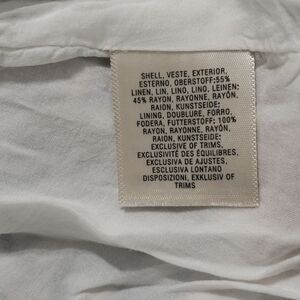 SHELL, VESTE, EXTERIOR,
ESTERNO, OBERSTOFF:55%
LINEN, LIN, LINO, LINO, LEINEN;
45% RAYON, RAYONNE, RAYÓN,
RAION, KUNSTSEIDE;
LINING, DOUBLURE, FORRO,
FODERA, FUTTERSTOFF: 100%
RAYON, RAYONNE, RAYÓN,
RAION, KUNSTSEIDE;
EXCLUSIVE OF TRIMS,
EXCLUSIVITÉ DES ÉQUILIBRES,
EXCLUSIVA DE AJUSTES,
ESCLUSIVA LONTANO
DISPOSIZIONI, EXKLUSIV OF
TRIMS